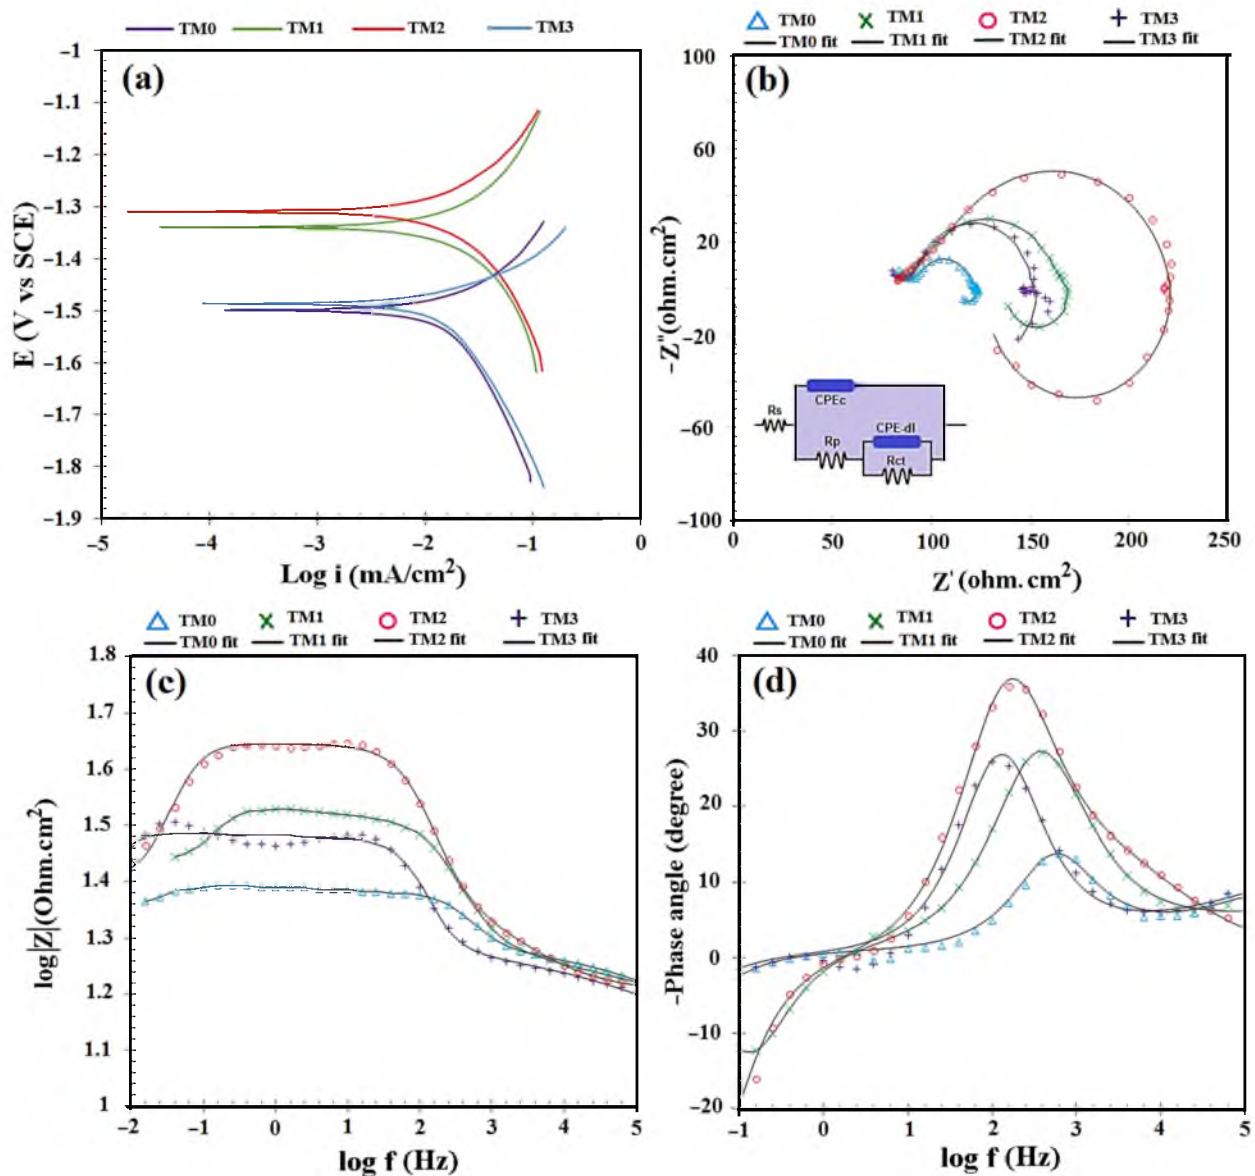 TM0 TM1 TM2 TM3
(a)
−1
−1.1
−1.2
−1.3
−1.4
−1.5
−1.6
−1.7
−1.8
−1.9
E (V vs SCE)
−5 −4 −3 −2 −1 0
Log i (mA/cm²)
TM0 TM1 TM2 TM3
TM0 fit TM1 fit TM2 fit TM3 fit
(b)
100
60
20
−20
−60
−100
−Z"(ohm.cm²)
CPEc
Rs
CPE-dl
Rp
Rct
0 50 100 150 200 250
Z'(ohm.cm²)
TM0 TM1 TM2 TM3
TM0 fit TM1 fit TM2 fit TM3 fit
(c)
1.8
1.7
1.6
1.5
1.4
1.3
1.2
1.1
1
log|Z|(Ohm.cm²)
−2 −1 0 1 2 3 4 5
log f (Hz)
TM0 TM1 TM2 TM3
TM0 fit TM1 fit TM2 fit TM3 fit
(d)
40
30
20
10
0
−10
−20
−Phase angle (degree)
−1 0 1 2 3 4 5
log f (Hz)